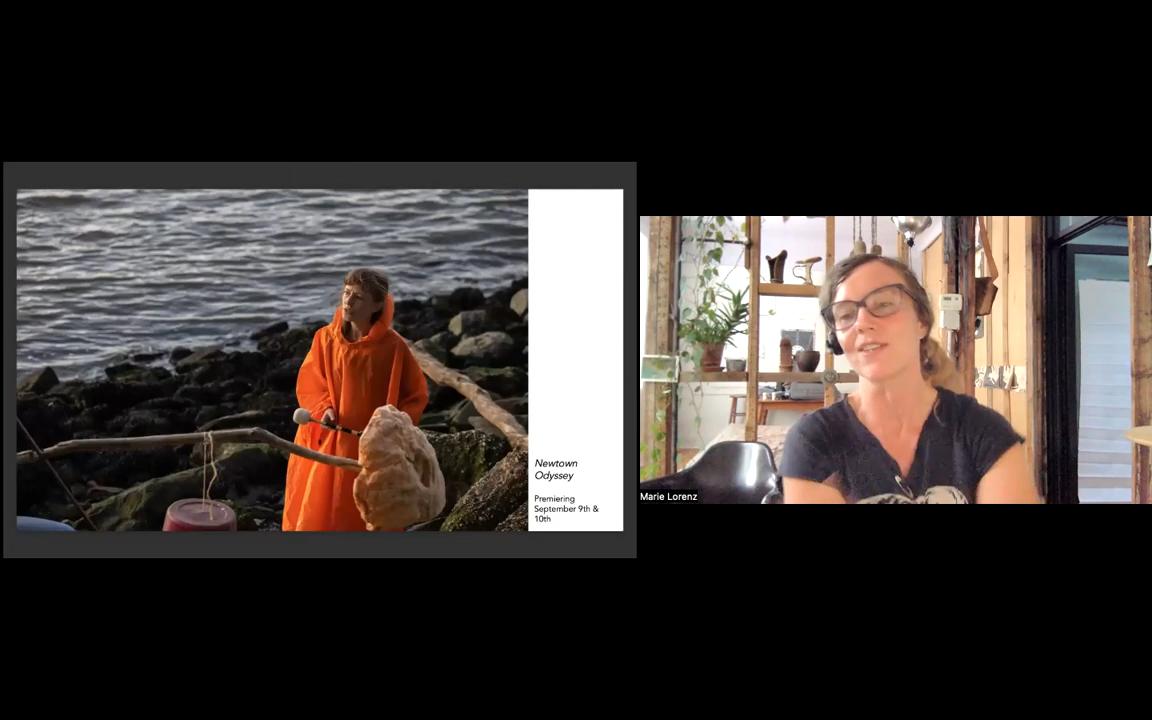 Newtown
Odyssey
Premiering
September 9th &
10th
Marie Lorenz